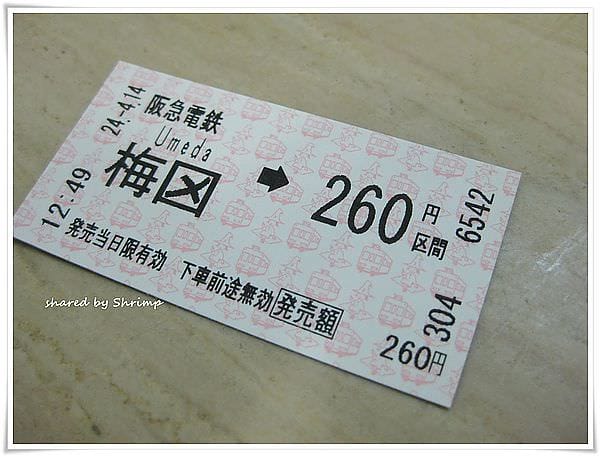 24.-4.14
12:49
阪急電鉄
Umeda
梅田 ➡ 260円区間
6542
発売当日限有効 下車前途無効 発売額
304
260円
shared by Shrimp